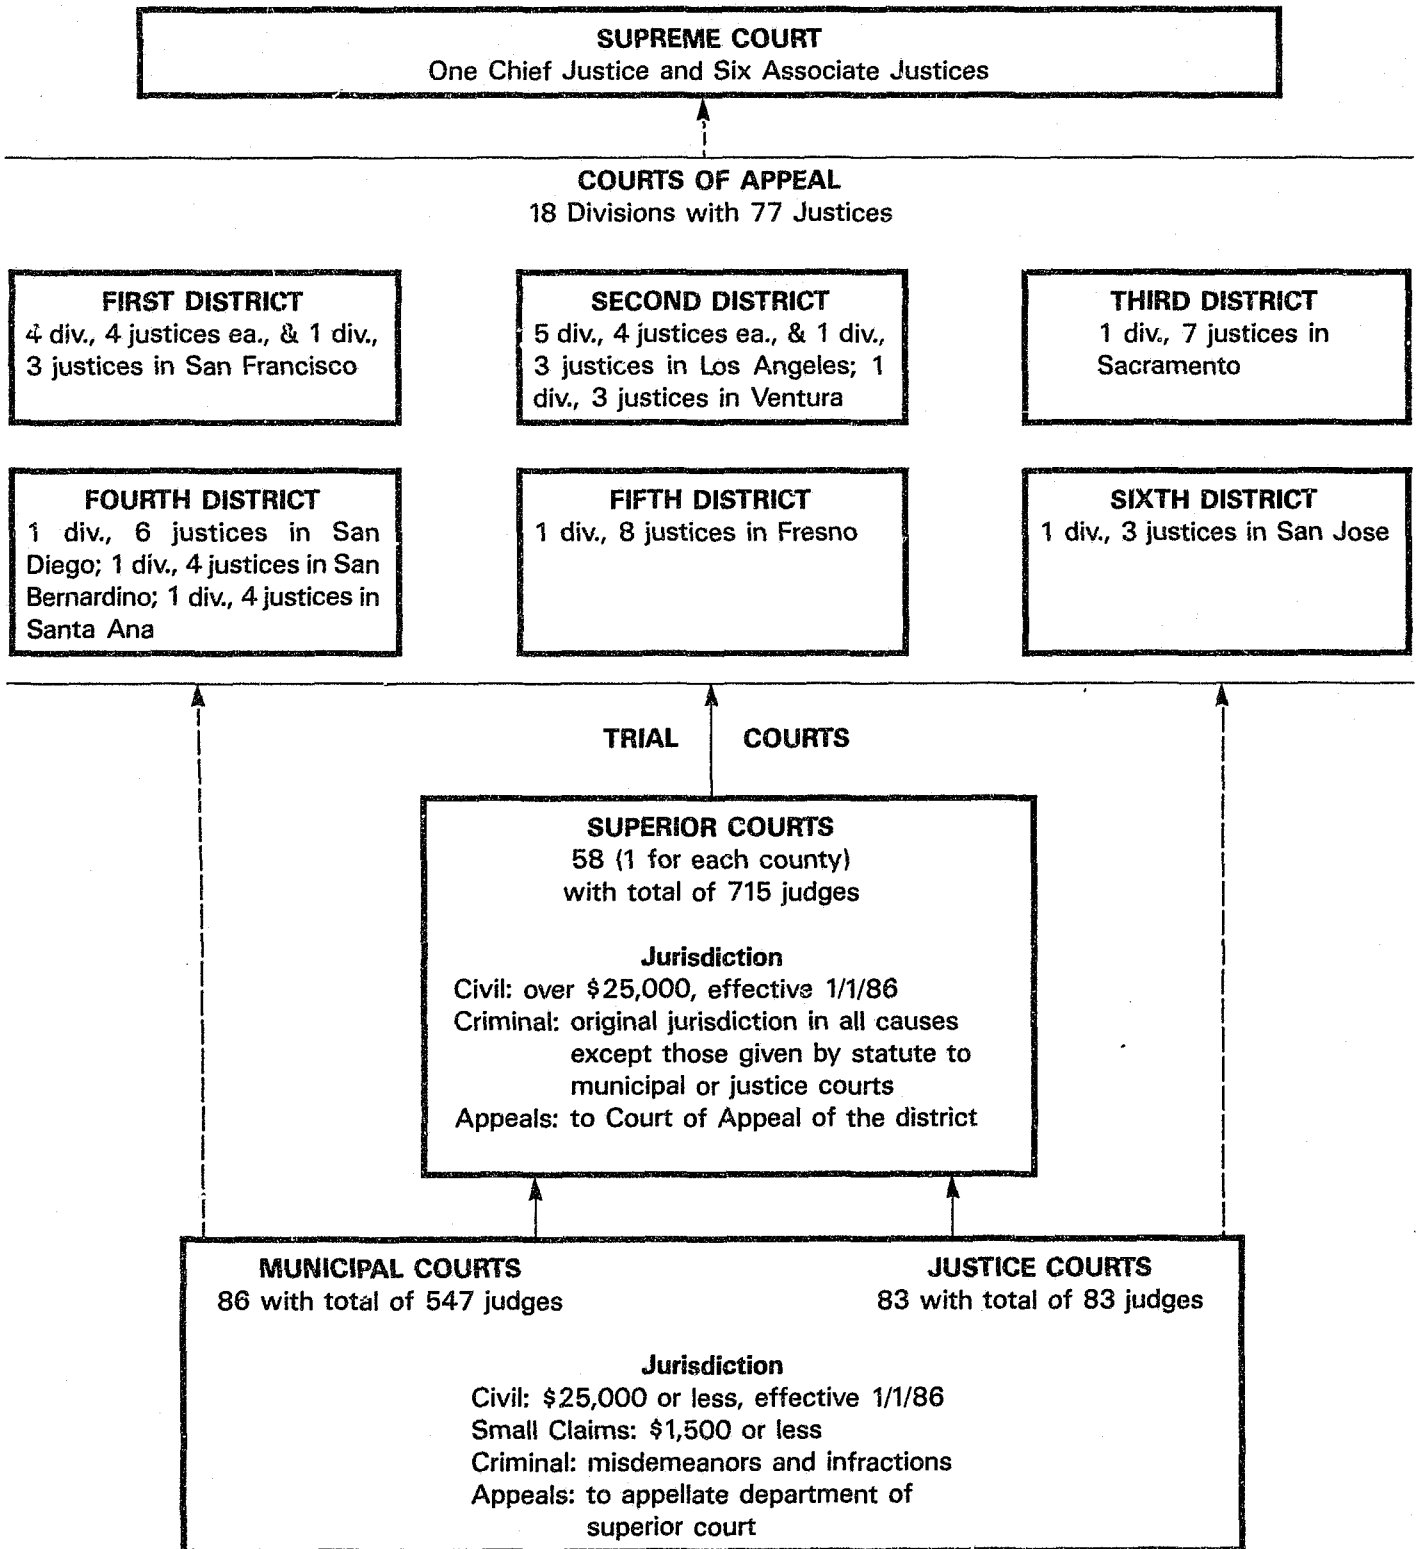 SUPREME COURT
One Chief Justice and Six Associate Justices
COURTS OF APPEAL
18 Divisions with 77 Justices
FIRST DISTRICT
4 div., 4 justices ea., & 1 div.,
3 justices in San Francisco
SECOND DISTRICT
5 div., 4 justices ea., & 1 div.,
3 justices in Los Angeles; 1
div., 3 justices in Ventura
THIRD DISTRICT
1 div., 7 justices in
Sacramento
FOURTH DISTRICT
1 div., 6 justices in San
Diego; 1 div., 4 justices in San
Bernardino; 1 div., 4 justices in
Santa Ana
FIFTH DISTRICT
1 div., 8 justices in Fresno
SIXTH DISTRICT
1 div., 3 justices in San Jose
TRIAL COURTS
SUPERIOR COURTS
58 (1 for each county)
with total of 715 judges
Jurisdiction
Civil: over $25,000, effective 1/1/86
Criminal: original jurisdiction in all causes
except those given by statute to
municipal or justice courts
Appeals: to Court of Appeal of the district
MUNICIPAL COURTS
86 with total of 547 judges
JUSTICE COURTS
83 with total of 83 judges
Jurisdiction
Civil: $25,000 or less, effective 1/1/86
Small Claims: $1,500 or less
Criminal: misdemeanors and infractions
Appeals: to appellate department of
superior court